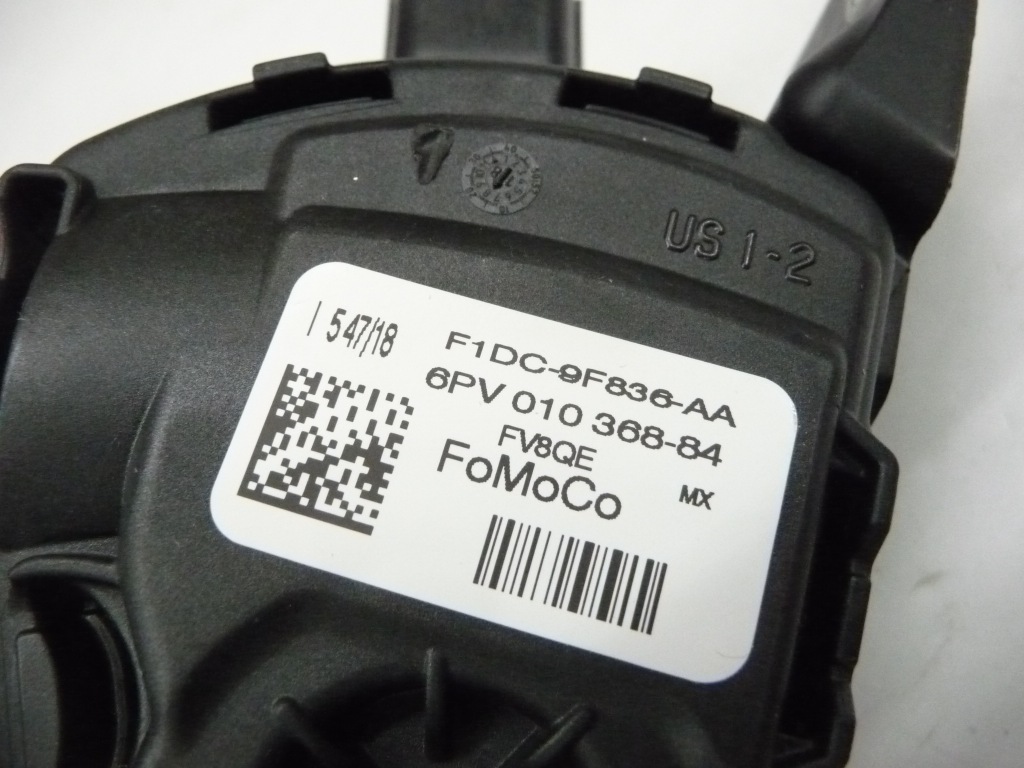 US 1-2
I 547/18
F1DC-9F836-AA
6PV 010 368-84
FV8QE
FoMoCo
MX